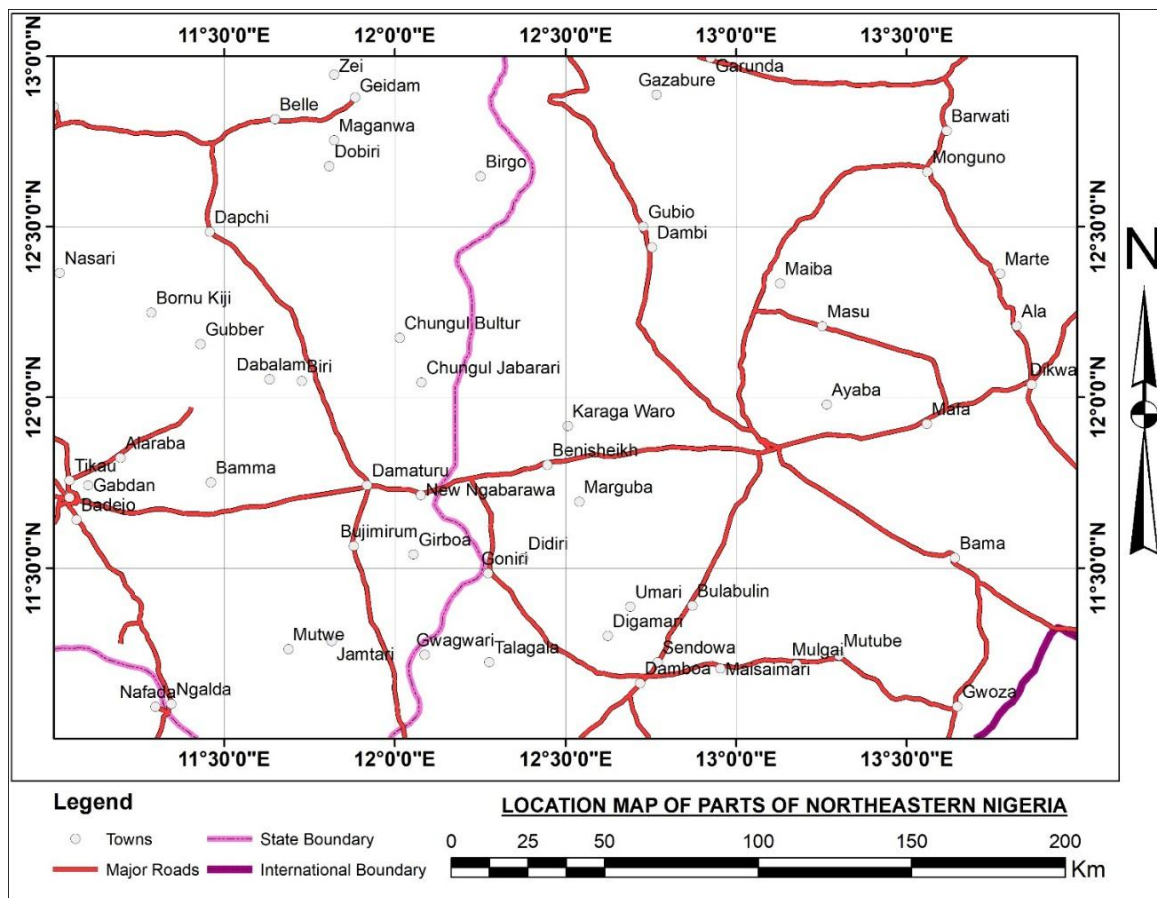 11°30'0"E 12°0'0"E 12°30'0"E 13°0'0"E 13°30'0"E
13°0'0"N 13°0'0"N
Zei
Garunda
Geidam
Gazabure
Belle
Barwati
Maganwa
Dobiri
Birgo
Monguno
Dapchi
Gubio
Dambi
12°30'0"N 12°30'0"N
N
Nasari
Maiba
Marte
Bornu Kiji
Gubber
Chungul Bultur
Masu
Ala
Dabalam
Biri
Chungul Jabarari
Dikwa
12°0'0"N 12°0'0"N
Ayaba
Karaga Waro
Mafa
Alaraba
Benisheikh
Tikau
Gabdan
Bamma
Damaturu
New Ngabarawa
Marguba
Badejo
Bujimirum
Girboa
Didiri
Goniri
Bama
11°30'0"N 11°30'0"N
Umari
Bulabulin
Digamari
Mutwe
Jamtari
Gwagwari
Talagala
Sendowa
Damboa
Maisaimari
Mulgai
Mutube
Nafada
Ngalda
Gwoza
11°30'0"E 12°0'0"E 12°30'0"E 13°0'0"E 13°30'0"E
Legend
Towns
State Boundary
Major Roads
International Boundary
LOCATION MAP OF PARTS OF NORTHEASTERN NIGERIA
0 25 50 100 150 200
Km